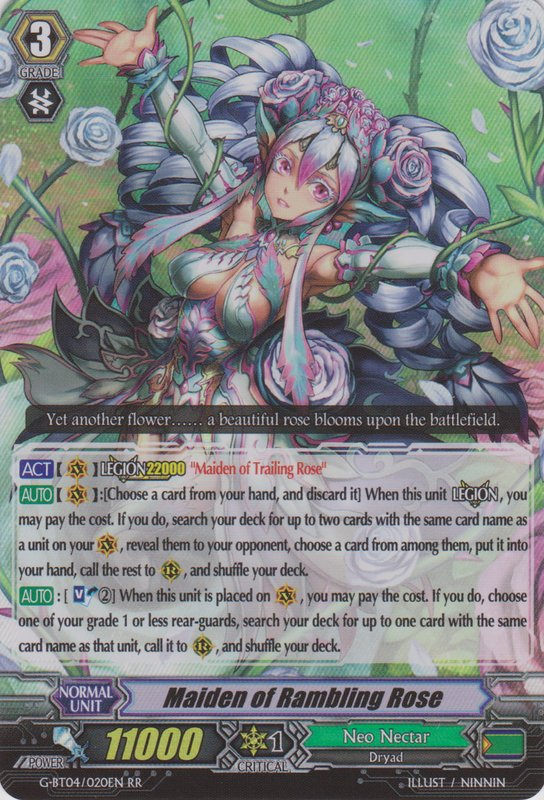 3
GRADE
Yet another flower...... a beautiful rose blooms upon the battlefield.
ACT【 】LEGION22000 "Maiden of Trailing Rose"
AUTO【 】:[Choose a card from your hand, and discard it] When this unit LEGION, you
may pay the cost. If you do, search your deck for up to two cards with the same card name as
a unit on your V, reveal them to your opponent, choose a card from among them, put it into
your hand, call the rest to R, and shuffle your deck.
AUTO : [ V ②] When this unit is placed on V, you may pay the cost. If you do, choose
one of your grade 1 or less rear-guards, search your deck for up to one card with the same
card name as that unit, call it to R, and shuffle your deck.
NORMAL
UNIT
Maiden of Rambling Rose
POWER
11000
1
CRITICAL
Neo Nectar
Dryad
G-BT04/020EN RR
ILLUST / NINNIN